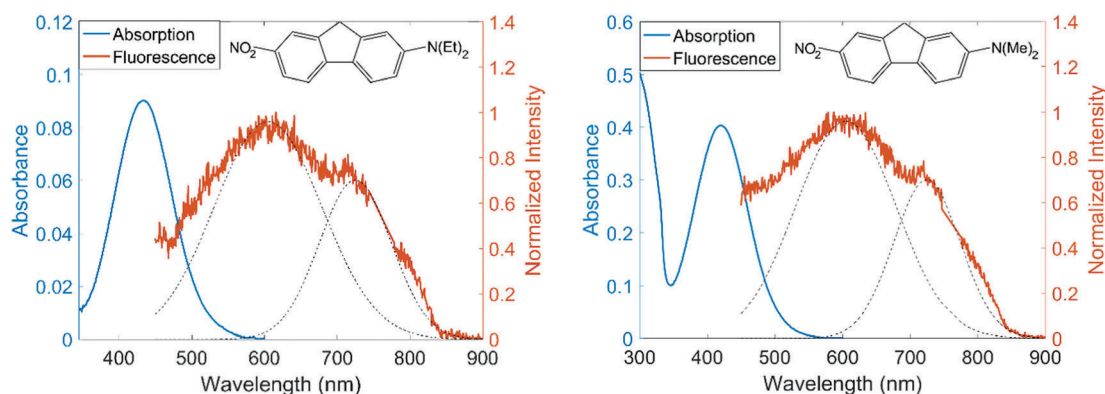 Absorption
Fluorescence
NO₂
N(Et)₂
Absorbance
0.12
0.1
0.08
0.06
0.04
0.02
0
1.4
1.2
1
0.8
0.6
0.4
0.2
0
Normalized Intensity
400 500 600 700 800 900
Wavelength (nm)
Absorption
Fluorescence
NO₂
N(Me)₂
Absorbance
0.6
0.5
0.4
0.3
0.2
0.1
0
1.4
1.2
1
0.8
0.6
0.4
0.2
0
Normalized Intensity
300 400 500 600 700 800 900
Wavelength (nm)